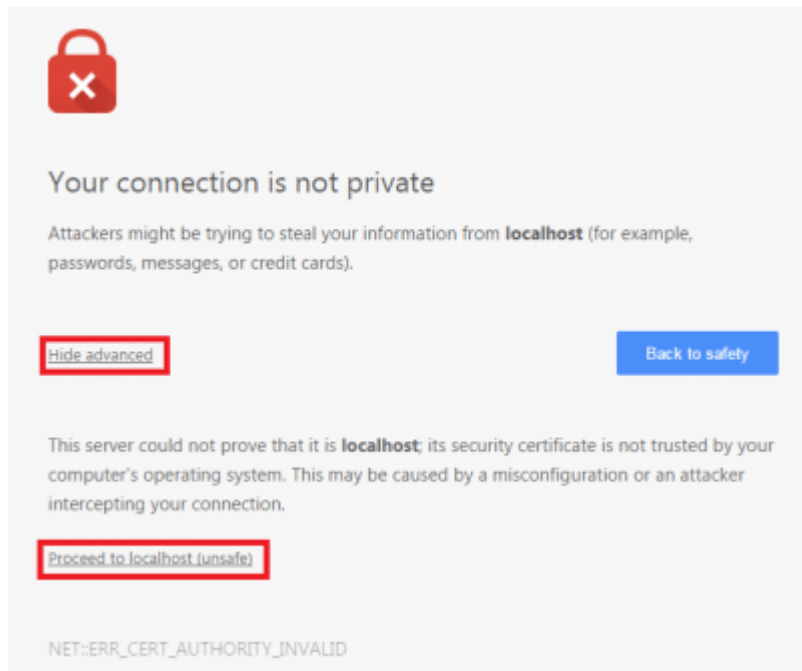 Your connection is not private
Attackers might be trying to steal your information from localhost (for example,
passwords, messages, or credit cards).
Hide advanced
Back to safety
This server could not prove that it is localhost; its security certificate is not trusted by your
computer's operating system. This may be caused by a misconfiguration or an attacker
intercepting your connection.
Proceed to localhost (unsafe)
NET::ERR_CERT_AUTHORITY_INVALID